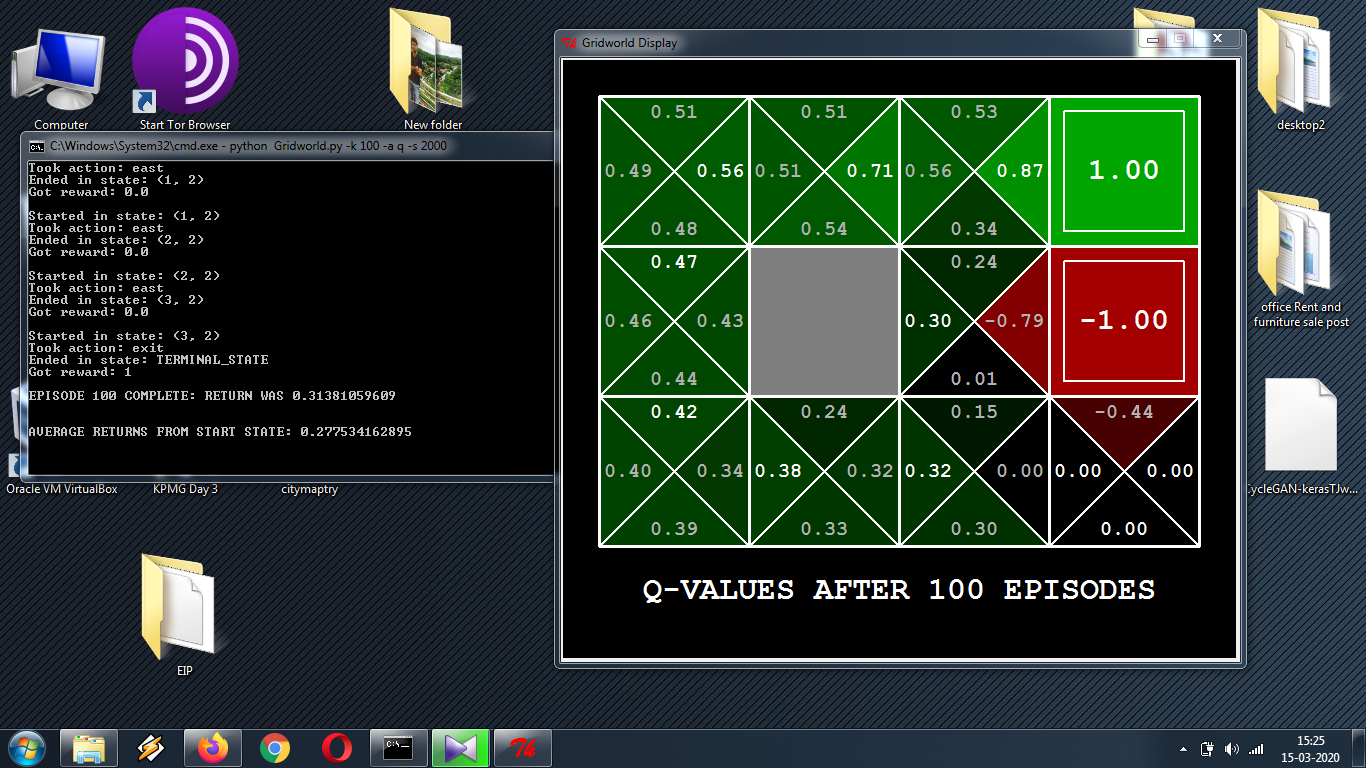 Computer
Start Tor Browser
New folder
desktop2
office Rent and
furniture sale post
CycleGAN-kerasTJw...
Oracle VM VirtualBox
KPMG Day 3
citymaptry
EIP
C:\Windows\System32\cmd.exe - python  Gridworld.py -k 100 -a q -s 2000
Took action: east
Ended in state: (1, 2)
Got reward: 0.0
Started in state: (1, 2)
Took action: east
Ended in state: (2, 2)
Got reward: 0.0
Started in state: (2, 2)
Took action: east
Ended in state: (3, 2)
Got reward: 0.0
Started in state: (3, 2)
Took action: exit
Ended in state: TERMINAL_STATE
Got reward: 1
EPISODE 100 COMPLETE: RETURN WAS 0.31381059609
AVERAGE RETURNS FROM START STATE: 0.277534162895
Gridworld Display
0.51 0.51 0.53
0.49 0.56 0.51 0.71 0.56 0.87 1.00
0.48 0.54 0.34
0.47 0.24
0.46 0.43 0.30 -0.79 -1.00
0.44 0.01
0.42 0.24 0.15 -0.44
0.40 0.34 0.38 0.32 0.32 0.00 0.00 0.00
0.39 0.33 0.30 0.00
Q-VALUES AFTER 100 EPISODES
15:25
15-03-2020